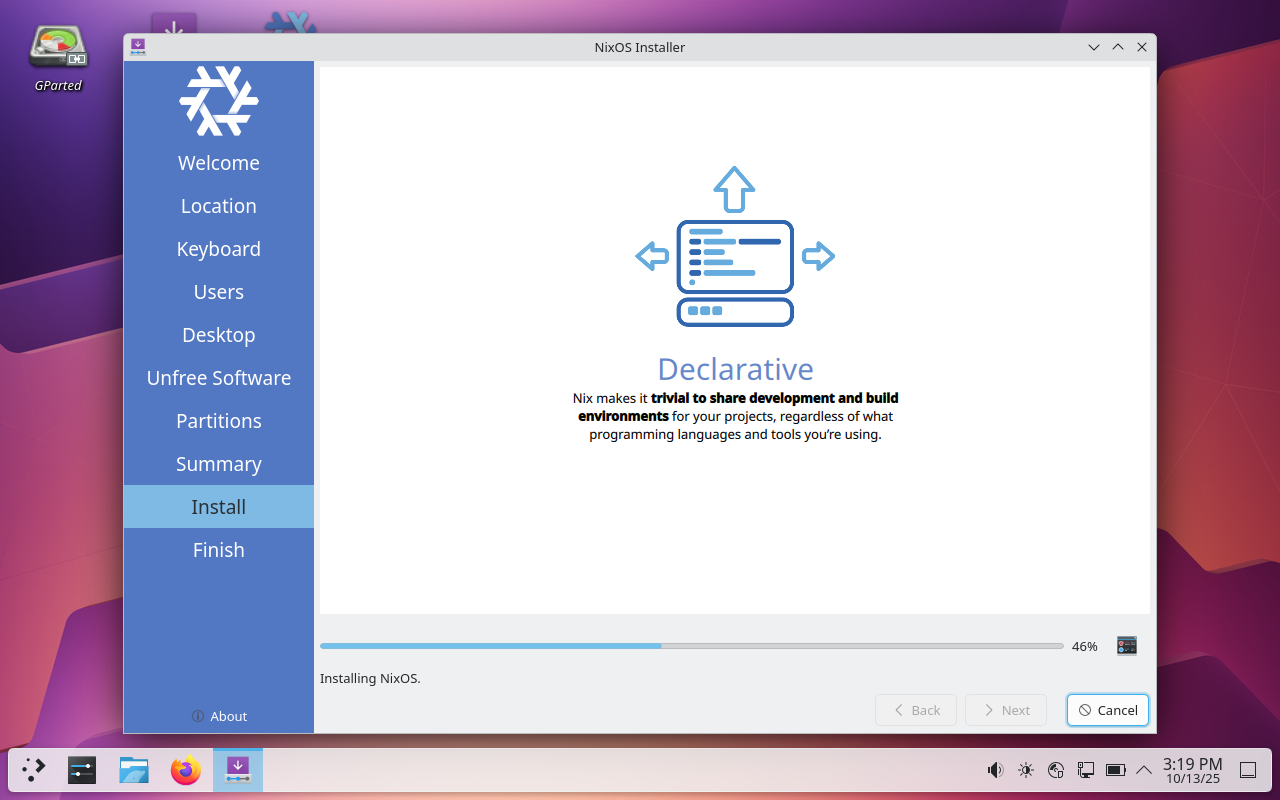 GParted
NixOS Installer
Welcome
Location
Keyboard
Users
Desktop
Unfree Software
Partitions
Summary
Install
Finish
About
Declarative
Nix makes it trivial to share development and build
environments for your projects, regardless of what
programming languages and tools you’re using.
46%
Installing NixOS.
Back
Next
Cancel
3:19 PM
10/13/25